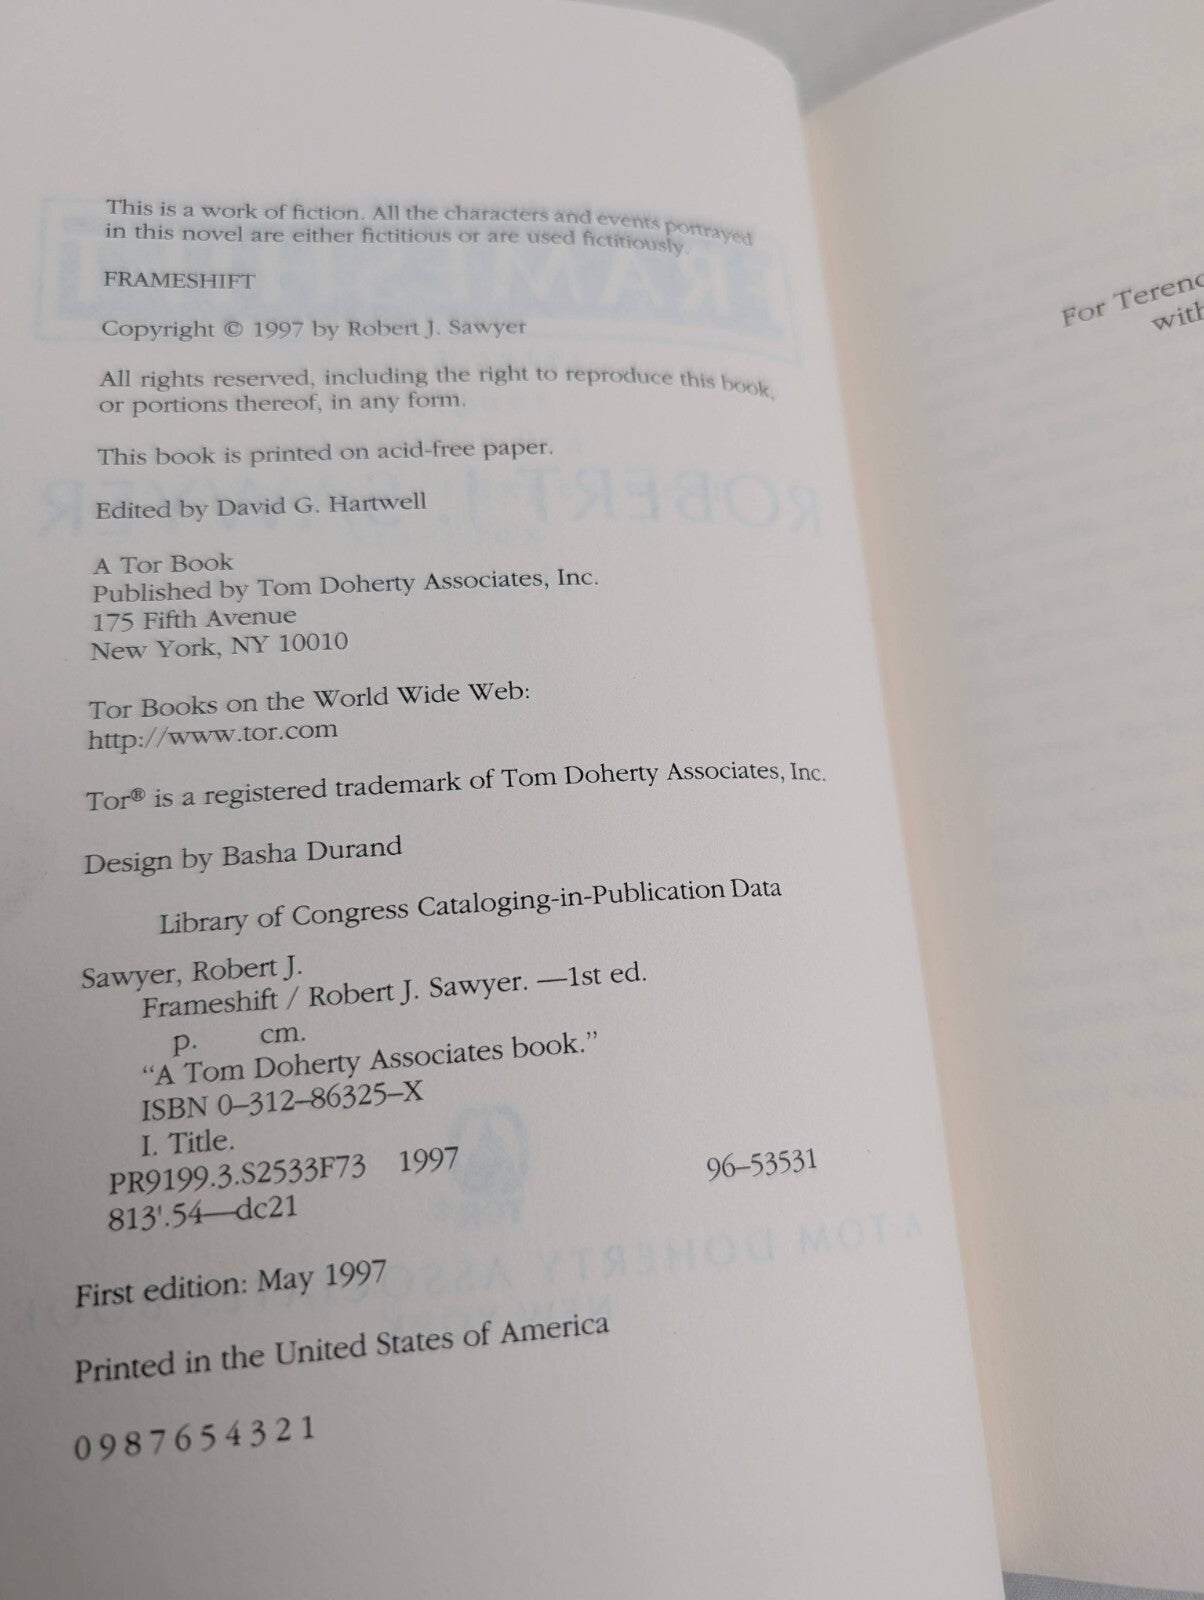 This is a work of fiction. All the characters and events portrayed
in this novel are either fictitious or are used fictitiously.
FRAMESHIFT
Copyright © 1997 by Robert J. Sawyer
All rights reserved, including the right to reproduce this book,
or portions thereof, in any form.
This book is printed on acid-free paper.
Edited by David G. Hartwell
A Tor Book
Published by Tom Doherty Associates, Inc.
175 Fifth Avenue
New York, NY 10010
Tor Books on the World Wide Web:
http://www.tor.com
Tor® is a registered trademark of Tom Doherty Associates, Inc.
Design by Basha Durand
Library of Congress Cataloging-in-Publication Data
Sawyer, Robert J.
Frameshift / Robert J. Sawyer. —1st ed.
p. cm.
"A Tom Doherty Associates book."
ISBN 0–312–86325–X
I. Title.
PR9199.3.S2533F73 1997 96–53531
813'.54—dc21
First edition: May 1997
Printed in the United States of America
0 9 8 7 6 5 4 3 2 1
For